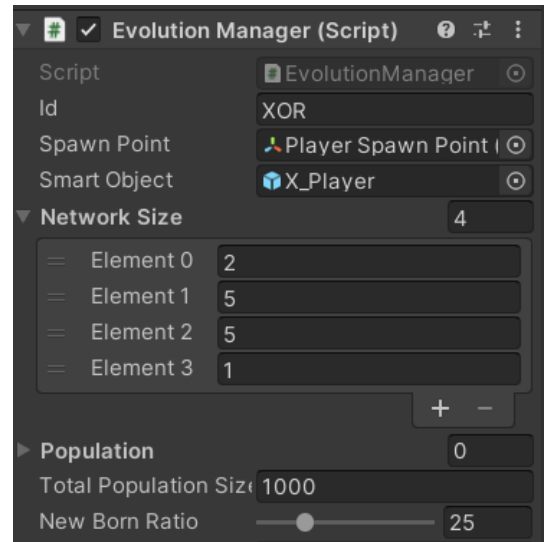 # Evolution Manager (Script)
Script # EvolutionManager
Id XOR
Spawn Point Player Spawn Point (
Smart Object X_Player
Network Size 4
Element 0 2
Element 1 5
Element 2 5
Element 3 1
+ -
Population 0
Total Population Size 1000
New Born Ratio 25